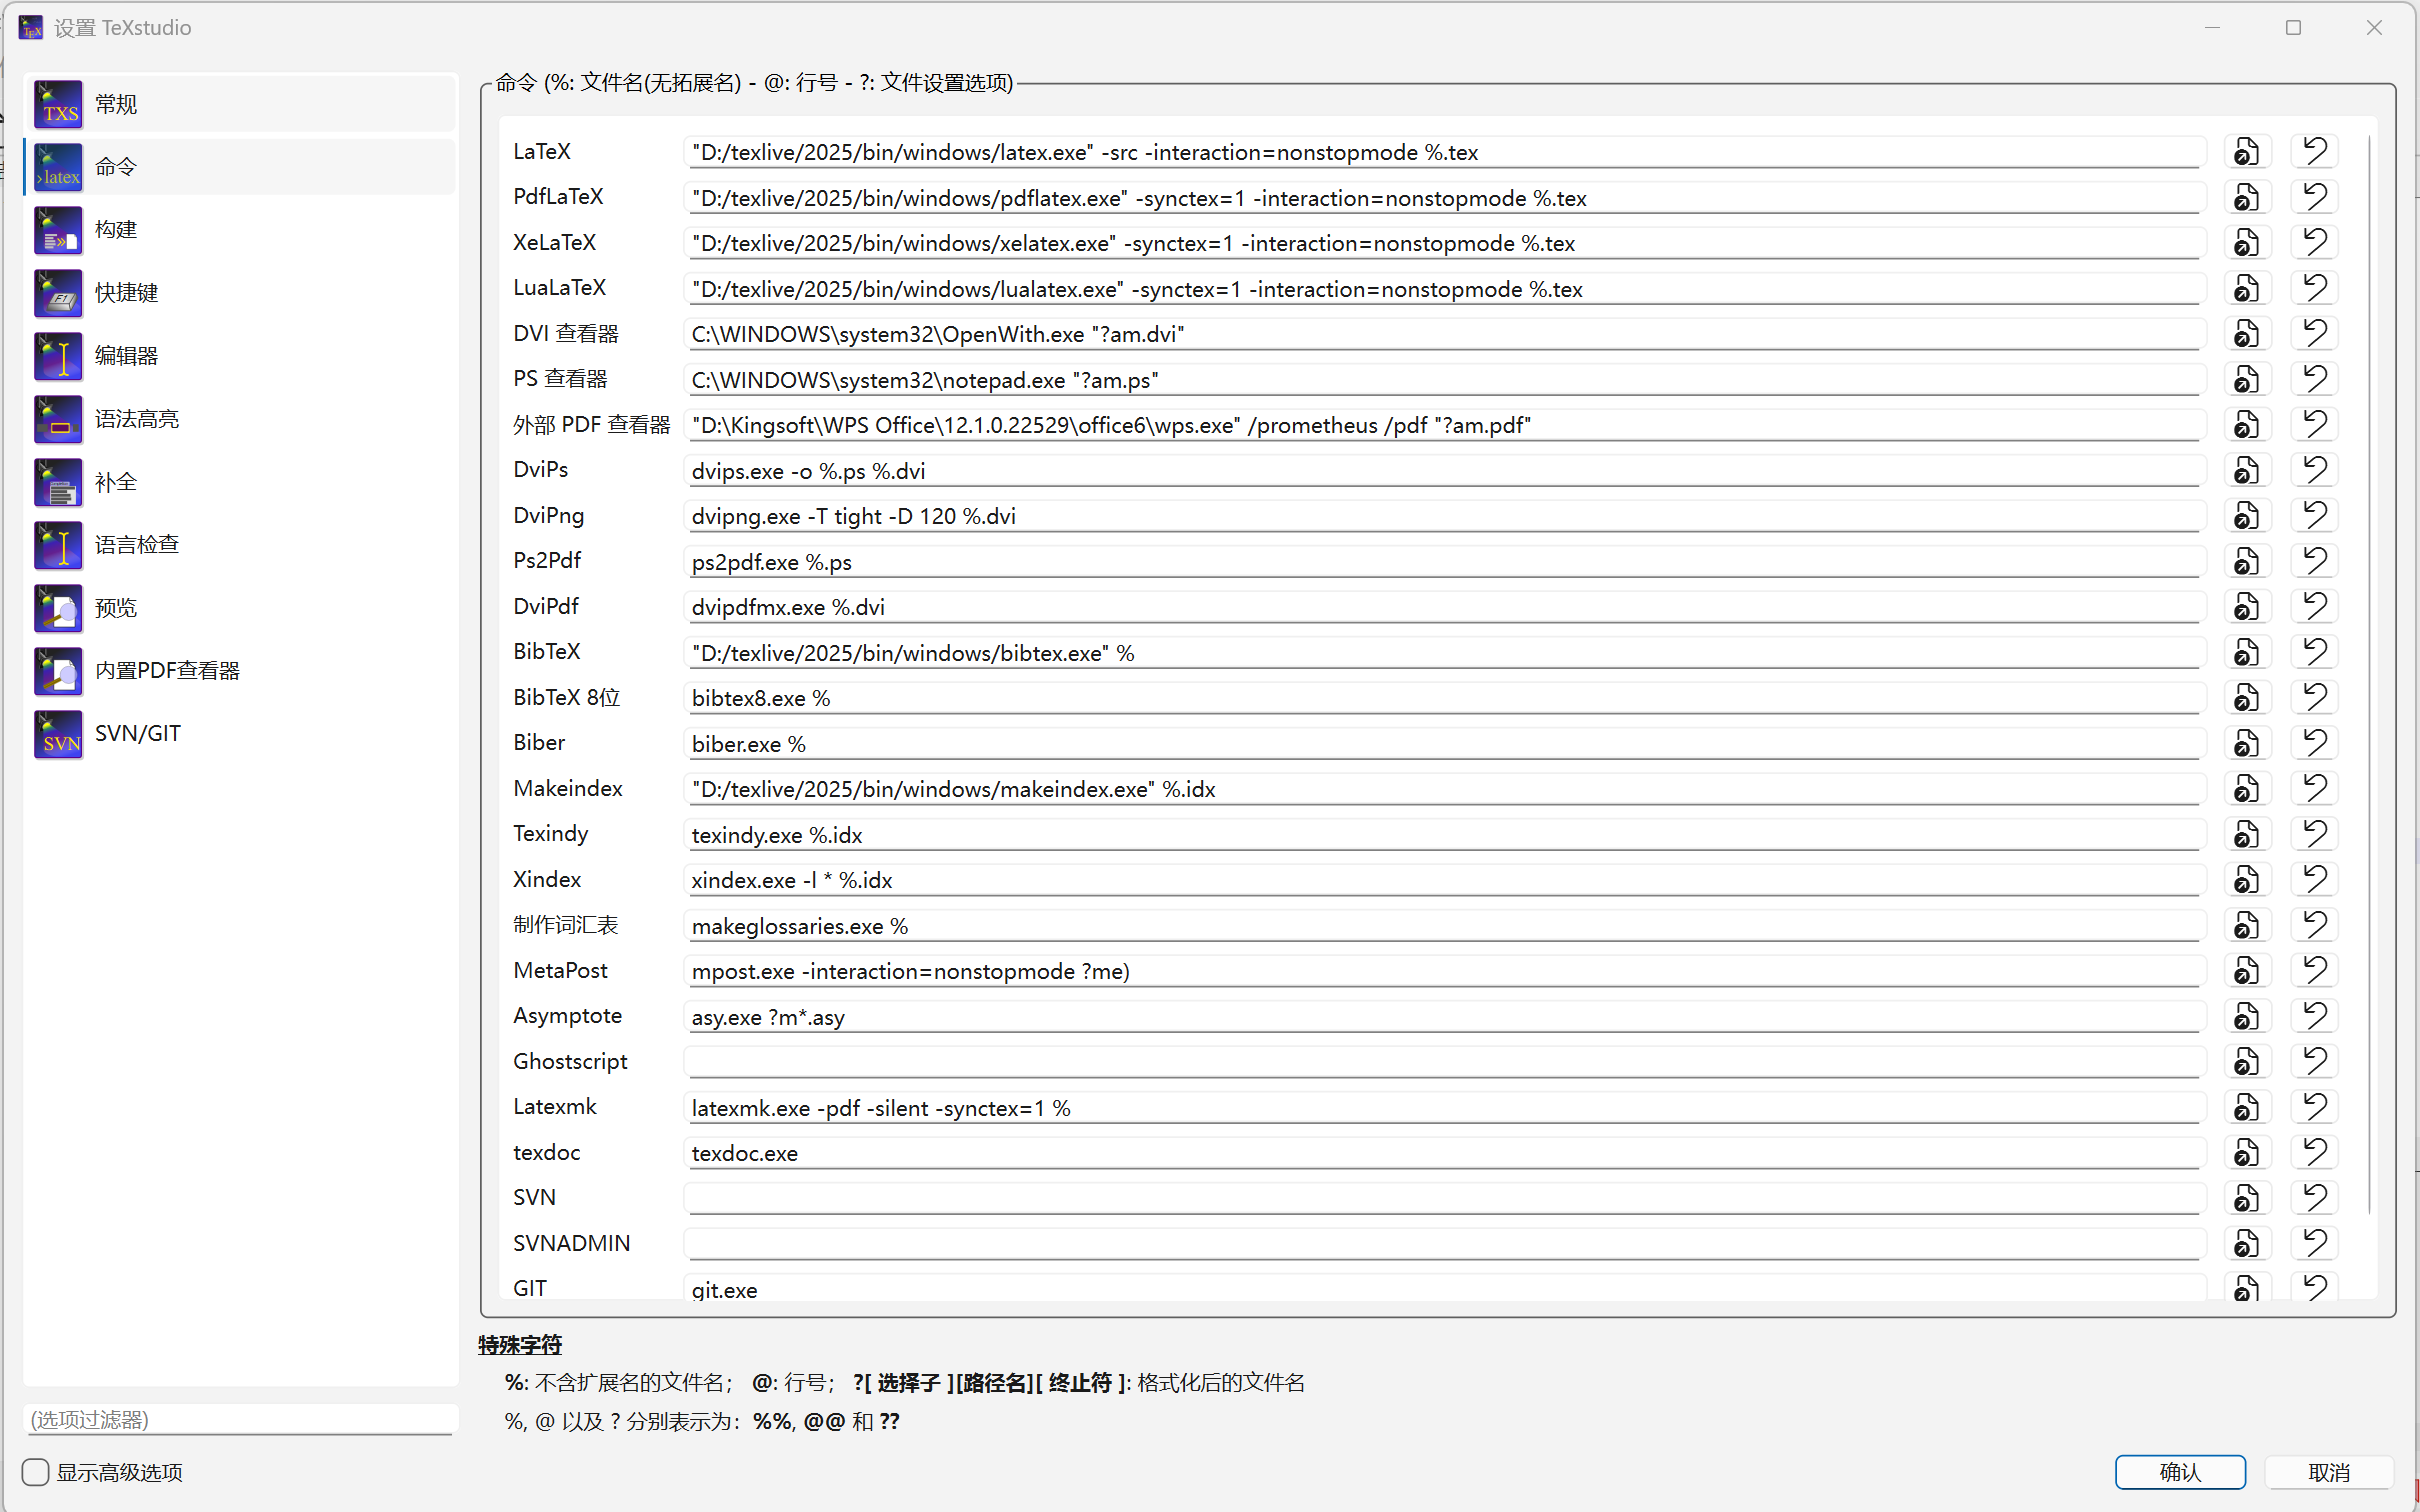 设置 TeXstudio
TXS
常规
›latex
命令
构建
F1
快捷键
编辑器
语法高亮
补全
语言检查
预览
内置PDF查看器
SVN
SVN/GIT
(选项过滤器)
显示高级选项
命令 (%: 文件名(无拓展名) - @: 行号 - ?: 文件设置选项)
LaTeX "D:/texlive/2025/bin/windows/latex.exe" -src -interaction=nonstopmode %.tex
PdfLaTeX "D:/texlive/2025/bin/windows/pdflatex.exe" -synctex=1 -interaction=nonstopmode %.tex
XeLaTeX "D:/texlive/2025/bin/windows/xelatex.exe" -synctex=1 -interaction=nonstopmode %.tex
LuaLaTeX "D:/texlive/2025/bin/windows/lualatex.exe" -synctex=1 -interaction=nonstopmode %.tex
DVI 查看器 C:\WINDOWS\system32\OpenWith.exe "?am.dvi"
PS 查看器 C:\WINDOWS\system32\notepad.exe "?am.ps"
外部 PDF 查看器 "D:\Kingsoft\WPS Office\12.1.0.22529\office6\wps.exe" /prometheus /pdf "?am.pdf"
DviPs dvips.exe -o %.ps %.dvi
DviPng dvipng.exe -T tight -D 120 %.dvi
Ps2Pdf ps2pdf.exe %.ps
DviPdf dvipdfmx.exe %.dvi
BibTeX "D:/texlive/2025/bin/windows/bibtex.exe" %
BibTeX 8位 bibtex8.exe %
Biber biber.exe %
Makeindex "D:/texlive/2025/bin/windows/makeindex.exe" %.idx
Texindy texindy.exe %.idx
Xindex xindex.exe -l * %.idx
制作词汇表 makeglossaries.exe %
MetaPost mpost.exe -interaction=nonstopmode ?me)
Asymptote asy.exe ?m*.asy
Ghostscript
Latexmk latexmk.exe -pdf -silent -synctex=1 %
texdoc texdoc.exe
SVN
SVNADMIN
GIT git.exe
特殊字符
%: 不含扩展名的文件名； @: 行号； ?[ 选择子 ][路径名][ 终止符 ]: 格式化后的文件名
%, @ 以及 ? 分别表示为：%%, @@ 和 ??
确认 取消